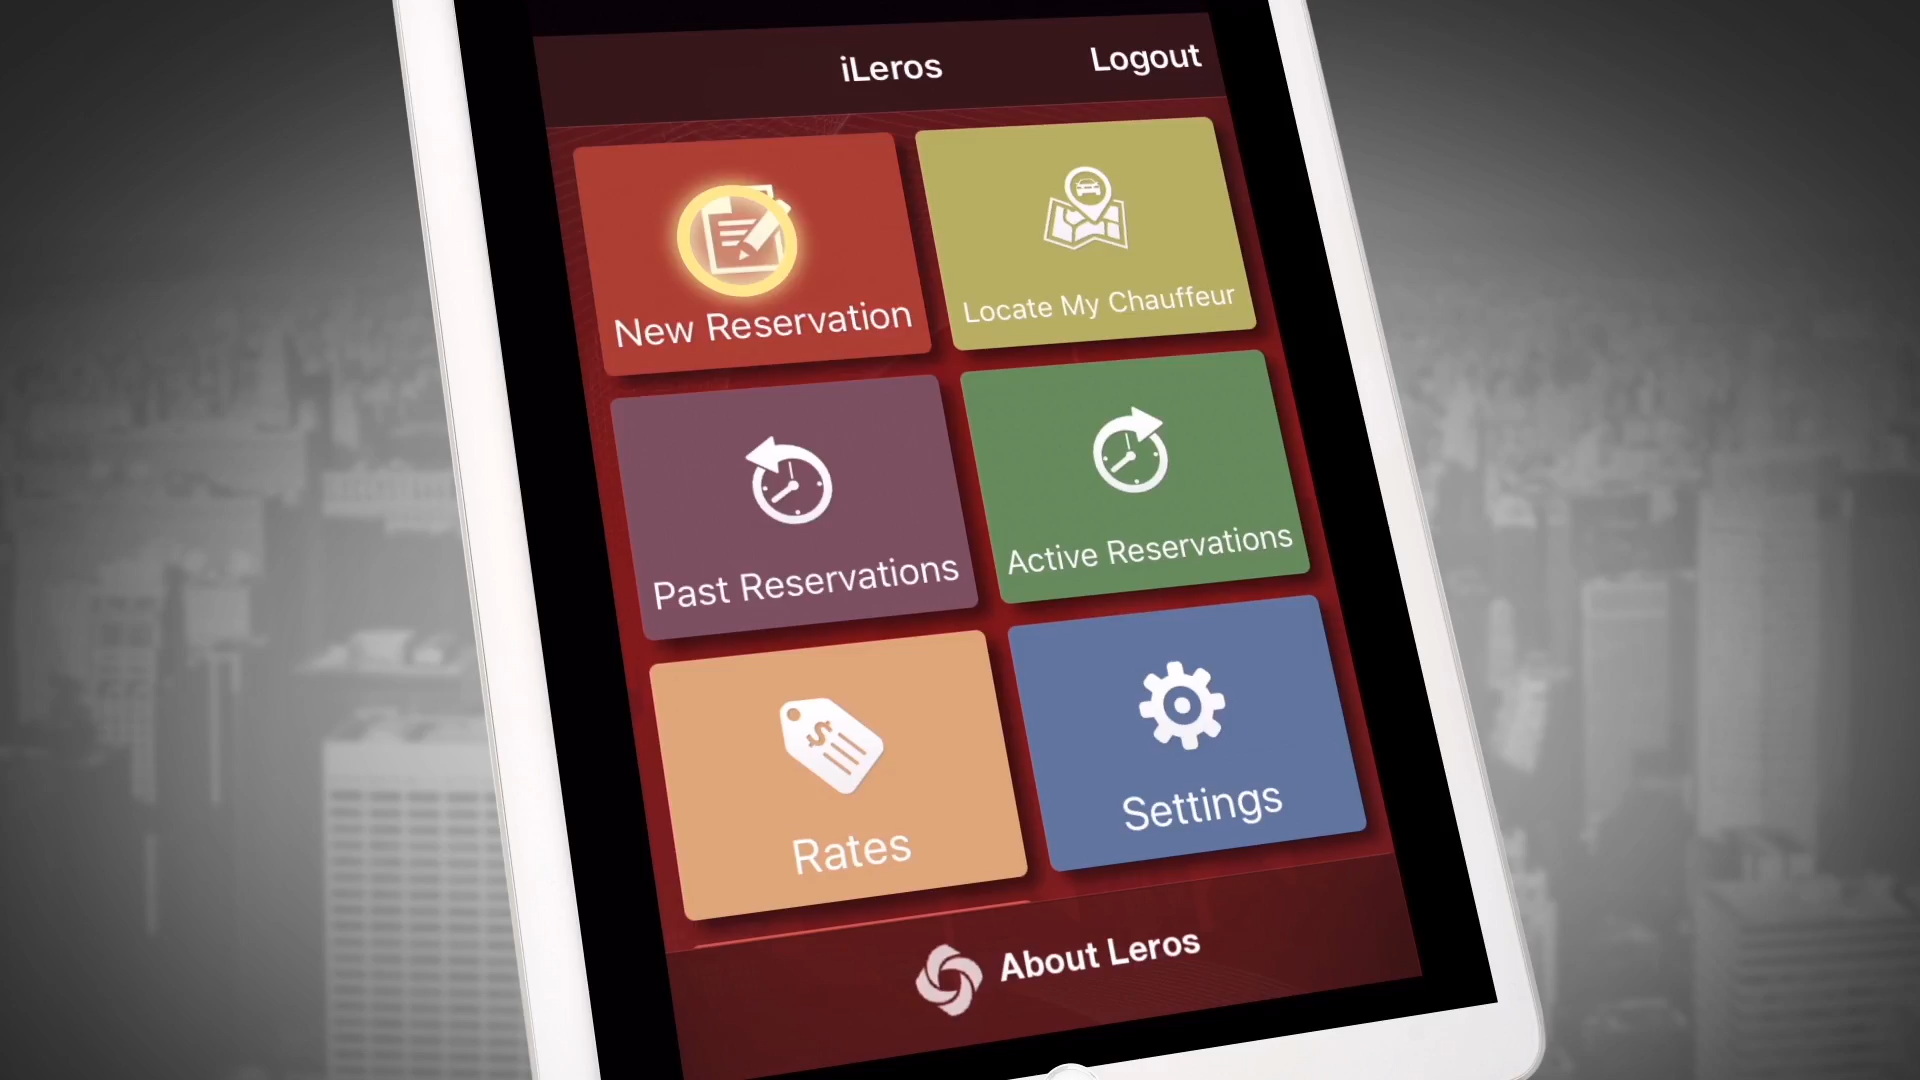 iLeros
Logout
New Reservation
Locate My Chauffeur
Past Reservations
Active Reservations
Rates
$
Settings
About Leros